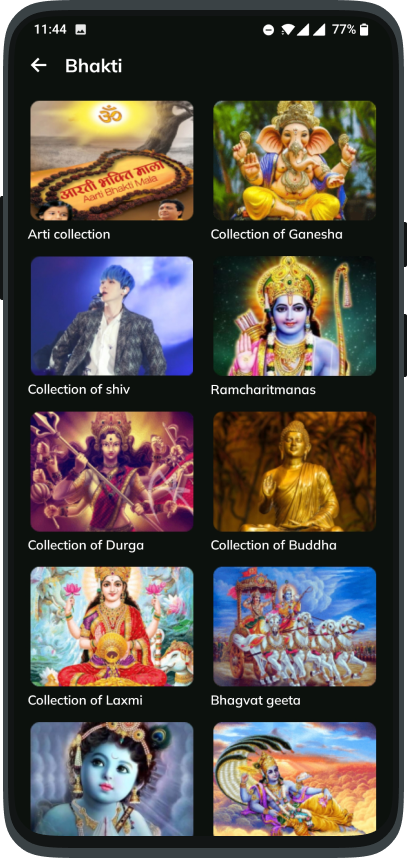 11:44
77%
Bhakti
ॐ
आरती भक्ति माला
Aarti Bhakti Mala
Arti collection
Collection of Ganesha
Collection of shiv
Ramcharitmanas
Collection of Durga
Collection of Buddha
Collection of Laxmi
Bhagvat geeta